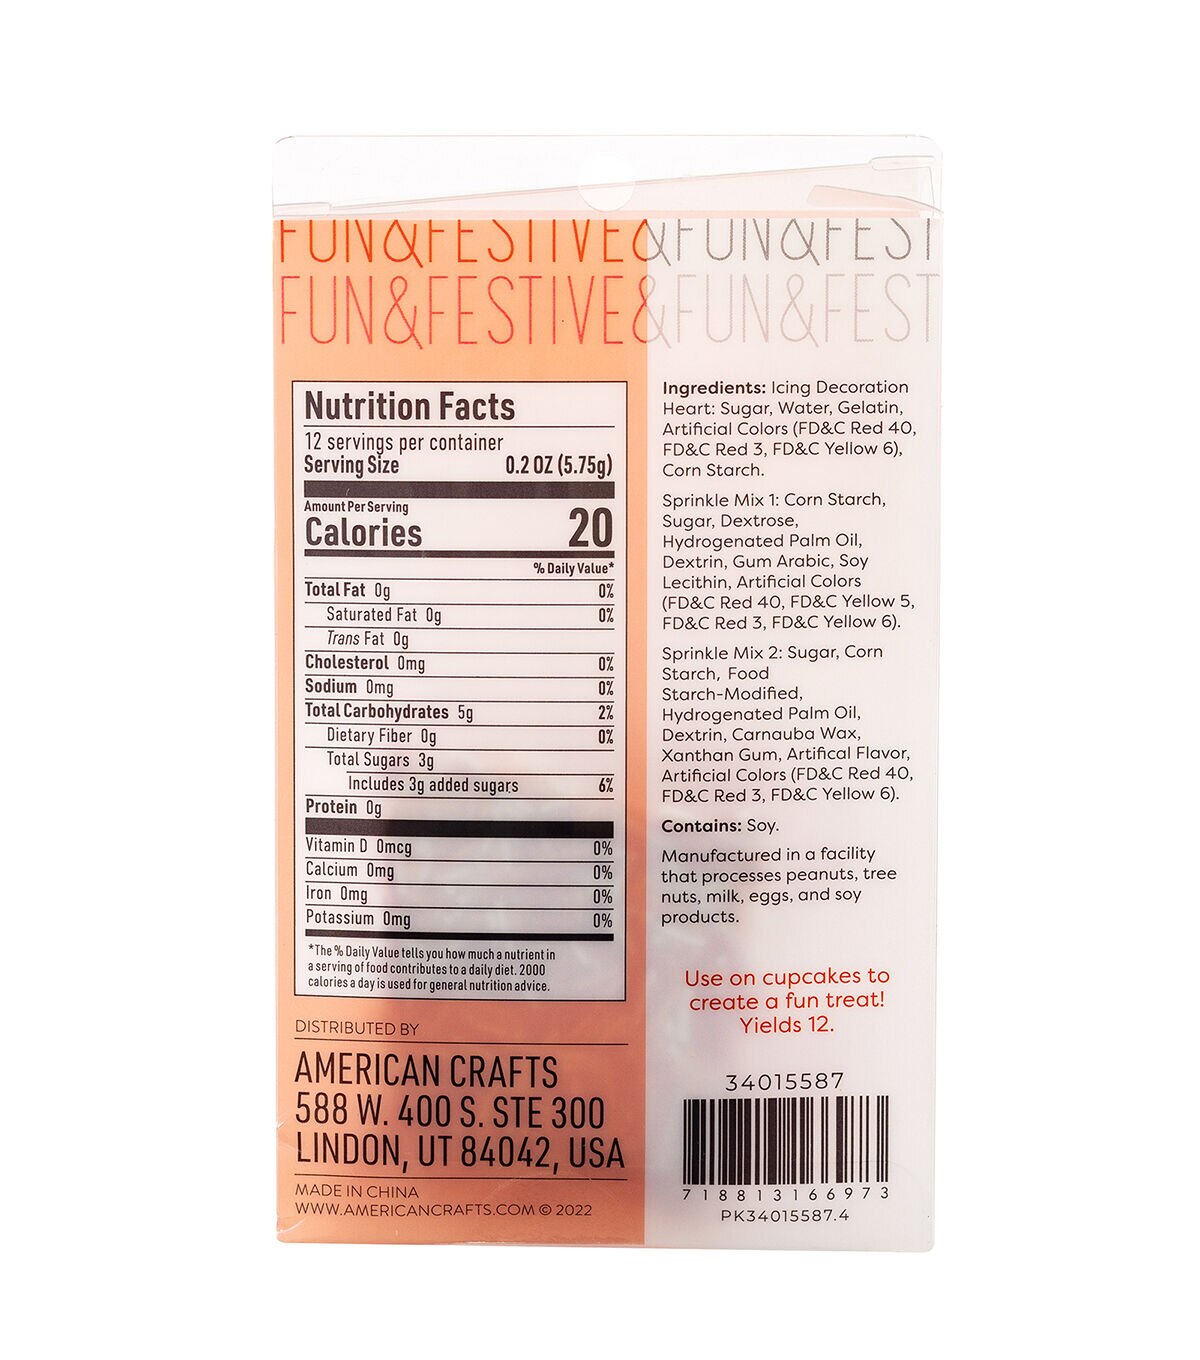 FUN&FESTIVE&FUN&FEST
FUN&FESTIVE&FUN&FEST
Nutrition Facts
12 servings per container
Serving Size 0.2 OZ (5.75g)
Amount Per Serving
Calories 20
% Daily Value*
Total Fat 0g 0%
Saturated Fat 0g 0%
Trans Fat 0g
Cholesterol 0mg 0%
Sodium 0mg 0%
Total Carbohydrates 5g 2%
Dietary Fiber 0g 0%
Total Sugars 3g
Includes 3g added sugars 6%
Protein 0g
Vitamin D 0mcg 0%
Calcium 0mg 0%
Iron 0mg 0%
Potassium 0mg 0%
*The % Daily Value tells you how much a nutrient in
a serving of food contributes to a daily diet. 2000
calories a day is used for general nutrition advice.
DISTRIBUTED BY
AMERICAN CRAFTS
588 W. 400 S. STE 300
LINDON, UT 84042, USA
MADE IN CHINA
WWW.AMERICANCRAFTS.COM © 2022
Ingredients: Icing Decoration
Heart: Sugar, Water, Gelatin,
Artificial Colors (FD&C Red 40,
FD&C Red 3, FD&C Yellow 6),
Corn Starch.
Sprinkle Mix 1: Corn Starch,
Sugar, Dextrose,
Hydrogenated Palm Oil,
Dextrin, Gum Arabic, Soy
Lecithin, Artificial Colors
(FD&C Red 40, FD&C Yellow 5,
FD&C Red 3, FD&C Yellow 6).
Sprinkle Mix 2: Sugar, Corn
Starch, Food
Starch-Modified,
Hydrogenated Palm Oil,
Dextrin, Carnauba Wax,
Xanthan Gum, Artifical Flavor,
Artificial Colors (FD&C Red 40,
FD&C Red 3, FD&C Yellow 6).
Contains: Soy.
Manufactured in a facility
that processes peanuts, tree
nuts, milk, eggs, and soy
products.
Use on cupcakes to
create a fun treat!
Yields 12.
34015587
718813166973
PK34015587.4